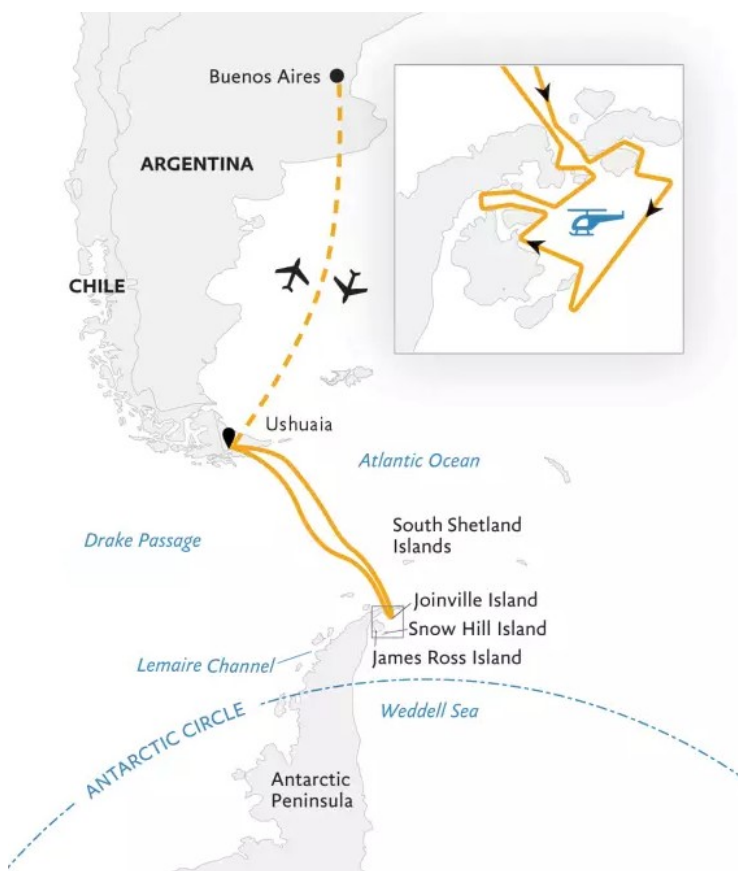 Buenos Aires
ARGENTINA
CHILE
Ushuaia
Atlantic Ocean
Drake Passage
South Shetland
Islands
Joinville Island
Snow Hill Island
James Ross Island
Lemaire Channel
Weddell Sea
ANTARCTIC CIRCLE
Antarctic
Peninsula